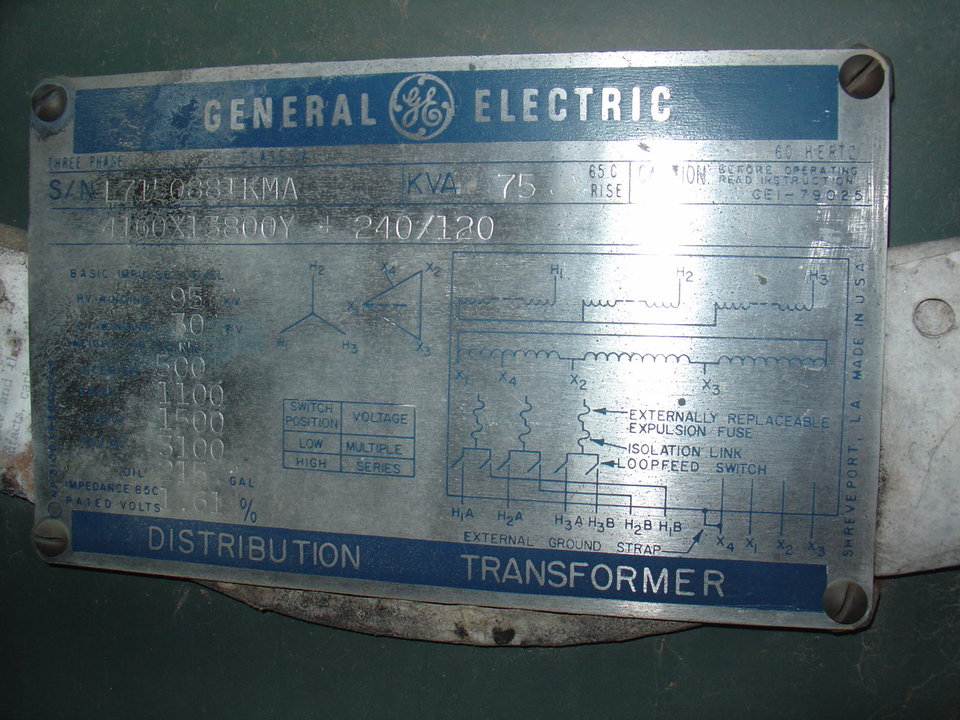 GENERAL GE ELECTRIC
THREE PHASE CLASS 60 HERTZ
S/N KVA 75 65C RISE CAUTION BEFORE OPERATING READ INSTRUCTION GEI-79025
240/120
BASIC IMPULSE LEVEL
HV-WINDING 95 KV
30 KV
500
1100
1500
3100
OIL GAL
IMPEDANCE 85C
RATED VOLTS 1.61 %
H2
H1 H3
X4 X2
X1
X3
SWITCH POSITION VOLTAGE
LOW MULTIPLE
HIGH SERIES
H1 H2 H3
X1 X4 X2 X3
EXTERNALLY REPLACEABLE
EXPULSION FUSE
ISOLATION LINK
LOOPFEED SWITCH
H1A H2A H3A H3B H2B H1B
X4 X1 X2 X3
EXTERNAL GROUND STRAP
SHREVEPORT, LA. MADE IN USA
DISTRIBUTION TRANSFORMER